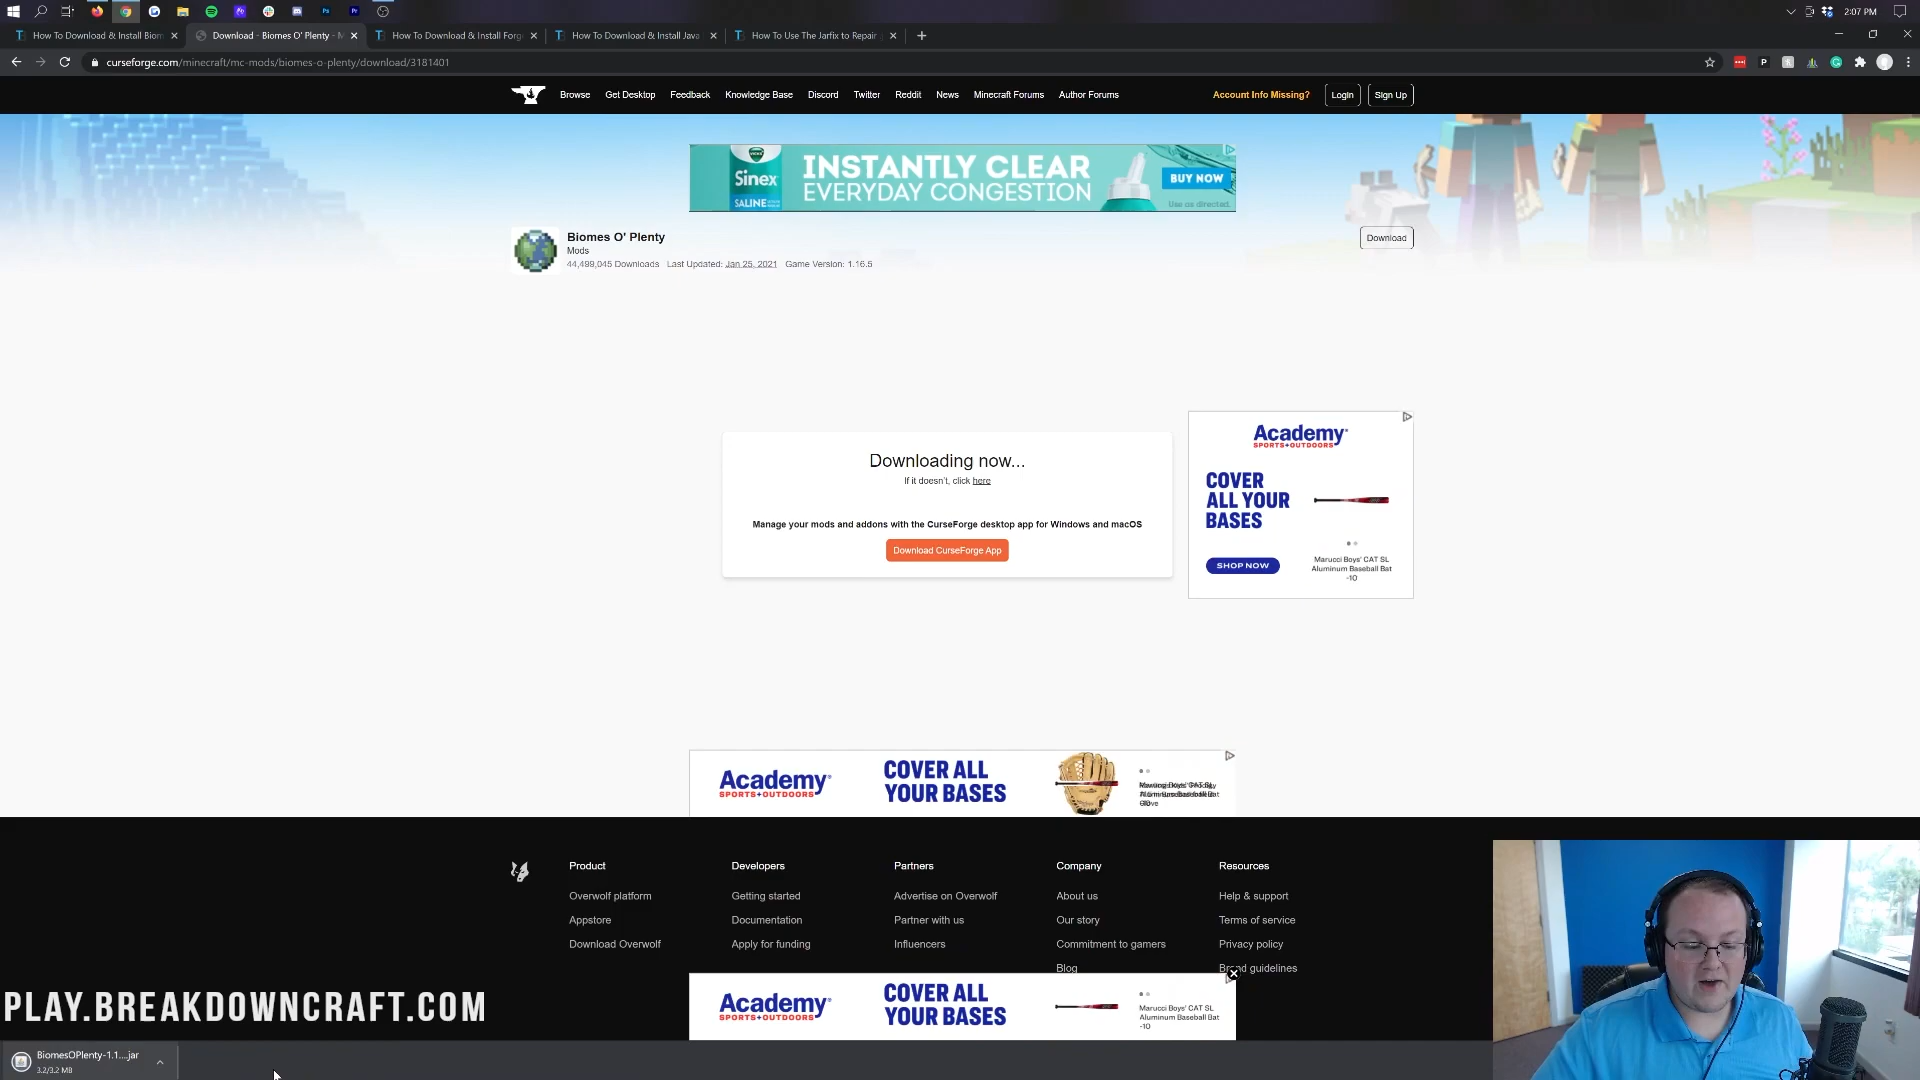 2:07 PM
How To Download & Install Biom
Download - Biomes O' Plenty - M
How To Download & Install Forg
How To Download & Install Java
How To Use The Jarfix to Repair
curseforge.com/minecraft/mc-mods/biomes-o-plenty/download/3181401
Browse Get Desktop Feedback Knowledge Base Discord Twitter Reddit News Minecraft Forums Author Forums Account Info Missing? Login Sign Up
VICKS
Sinex
SALINE
INSTANTLY CLEAR
EVERYDAY CONGESTION
BUY NOW
Use as directed.
Biomes O' Plenty
Mods
44,499,045 Downloads Last Updated: Jan 25, 2021 Game Version: 1.16.5
Download
Downloading now...
If it doesn't, click here
Manage your mods and addons with the CurseForge desktop app for Windows and macOS
Download CurseForge App
Academy
SPORTS+OUTDOORS
COVER
ALL YOUR
BASES
SHOP NOW
Marucci Boys' CAT SL
Aluminum Baseball Bat
-10
Academy
SPORTS+OUTDOORS
COVER ALL
YOUR BASES
Product
Overwolf platform
Appstore
Download Overwolf
Developers
Getting started
Documentation
Apply for funding
Partners
Advertise on Overwolf
Partner with us
Influencers
Company
About us
Our story
Commitment to gamers
Blog
Resources
Help & support
Terms of service
Privacy policy
Brand guidelines
Academy
SPORTS+OUTDOORS
COVER ALL
YOUR BASES
Marucci Boys' CAT SL
Aluminum Baseball Bat
-10
PLAY.BREAKDOWNCRAFT.COM
BiomesOPlenty-1.1....jar
3.2/3.2 MB